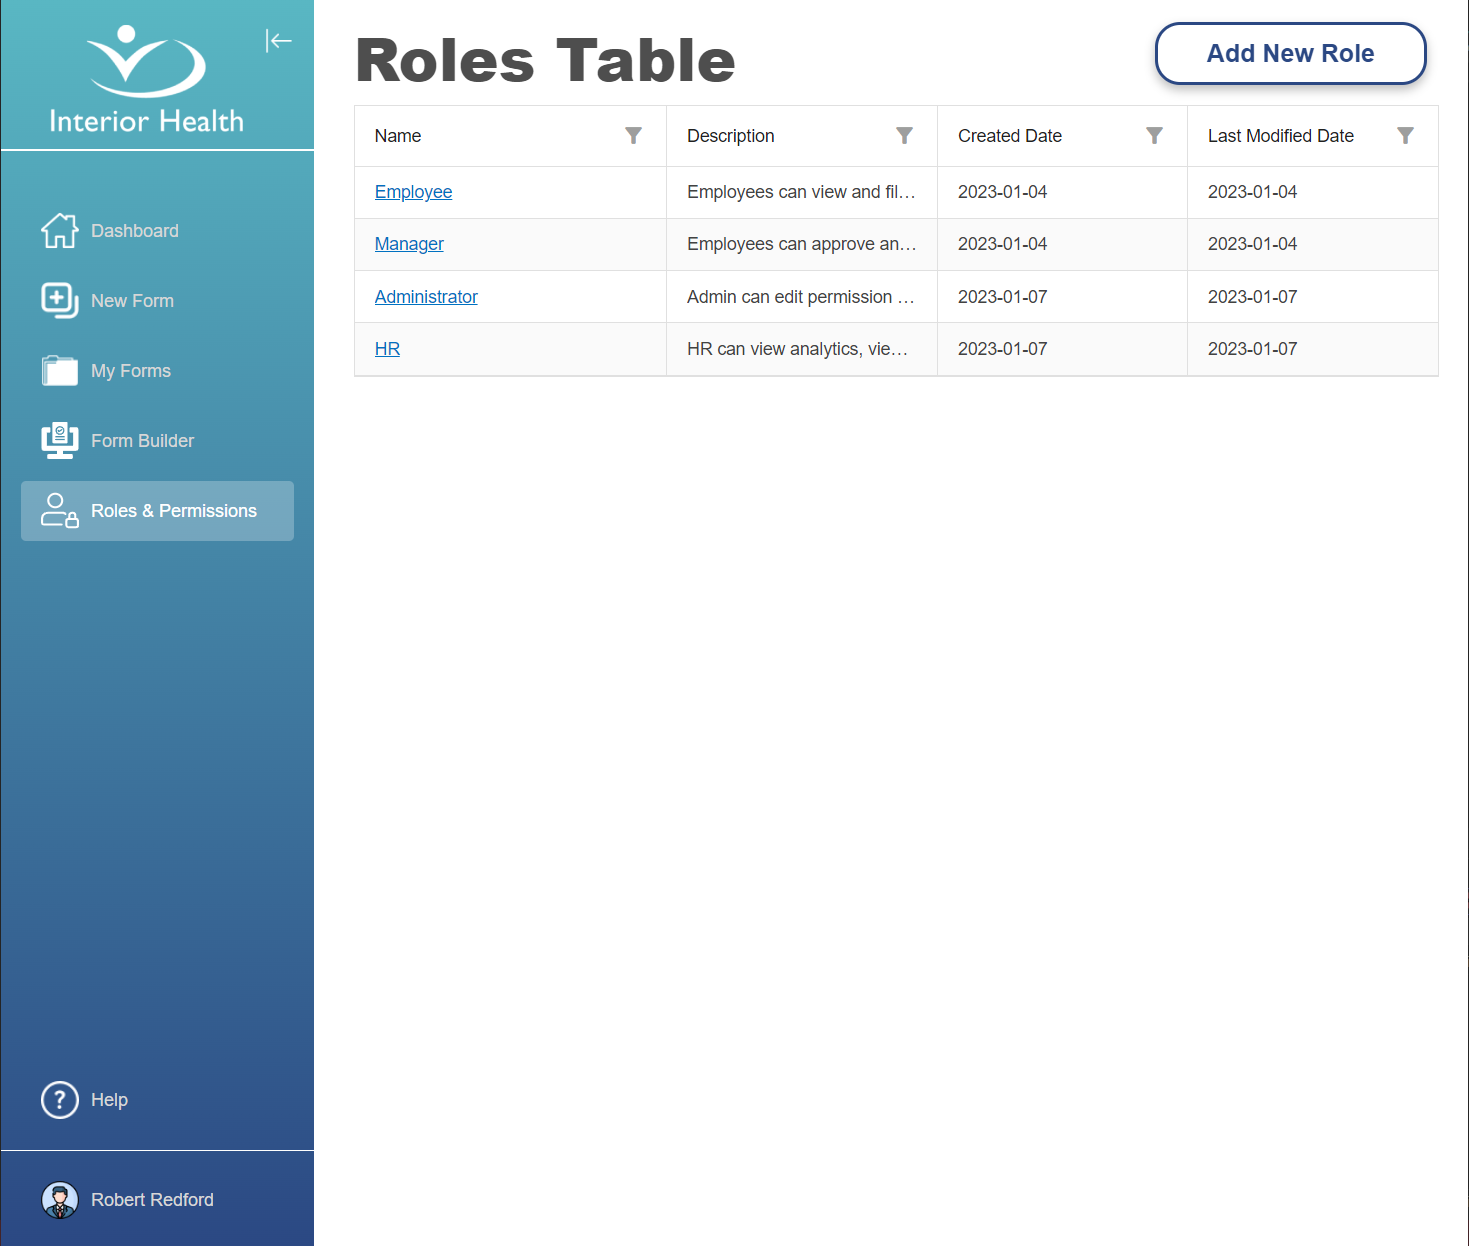 Interior Health
Dashboard
New Form
My Forms
Form Builder
Roles & Permissions
Help
Robert Redford
Roles Table
Add New Role
Name Description Created Date Last Modified Date
Employee Employees can view and fil... 2023-01-04 2023-01-04
Manager Employees can approve an... 2023-01-04 2023-01-04
Administrator Admin can edit permission ... 2023-01-07 2023-01-07
HR HR can view analytics, vie... 2023-01-07 2023-01-07